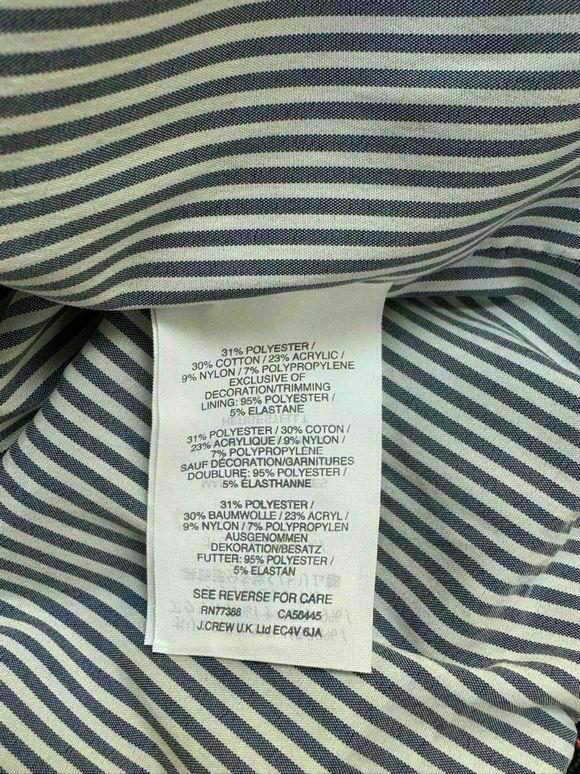 31% POLYESTER /
30% COTTON / 23% ACRYLIC /
9% NYLON / 7% POLYPROPYLENE
EXCLUSIVE OF
DECORATION/TRIMMING
LINING: 95% POLYESTER /
5% ELASTANE
31% POLYESTER / 30% COTON /
23% ACRYLIQUE / 9% NYLON /
7% POLYPROPYLÈNE
SAUF DÉCORATION/GARNITURES
DOUBLURE: 95% POLYESTER /
5% ÉLASTHANNE
31% POLYESTER /
30% BAUMWOLLE / 23% ACRYL /
9% NYLON / 7% POLYPROPYLEN
AUSGENOMMEN
DEKORATION/BESATZ
FUTTER: 95% POLYESTER /
5% ELASTAN
SEE REVERSE FOR CARE
RN77388 CA56445
J.CREW U.K. Ltd EC4V 6JA